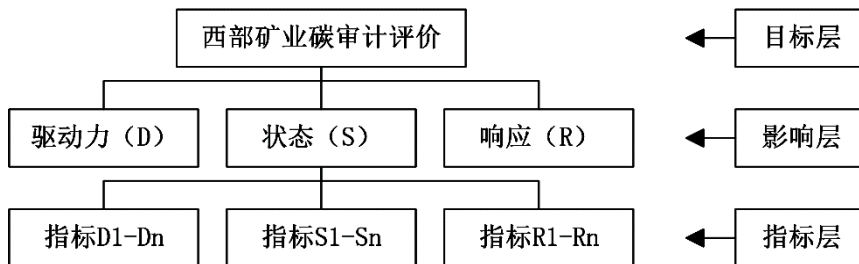 西部矿业碳审计评价
目标层
驱动力（D）
状态（S）
响应（R）
影响层
指标D1-Dn
指标S1-Sn
指标R1-Rn
指标层